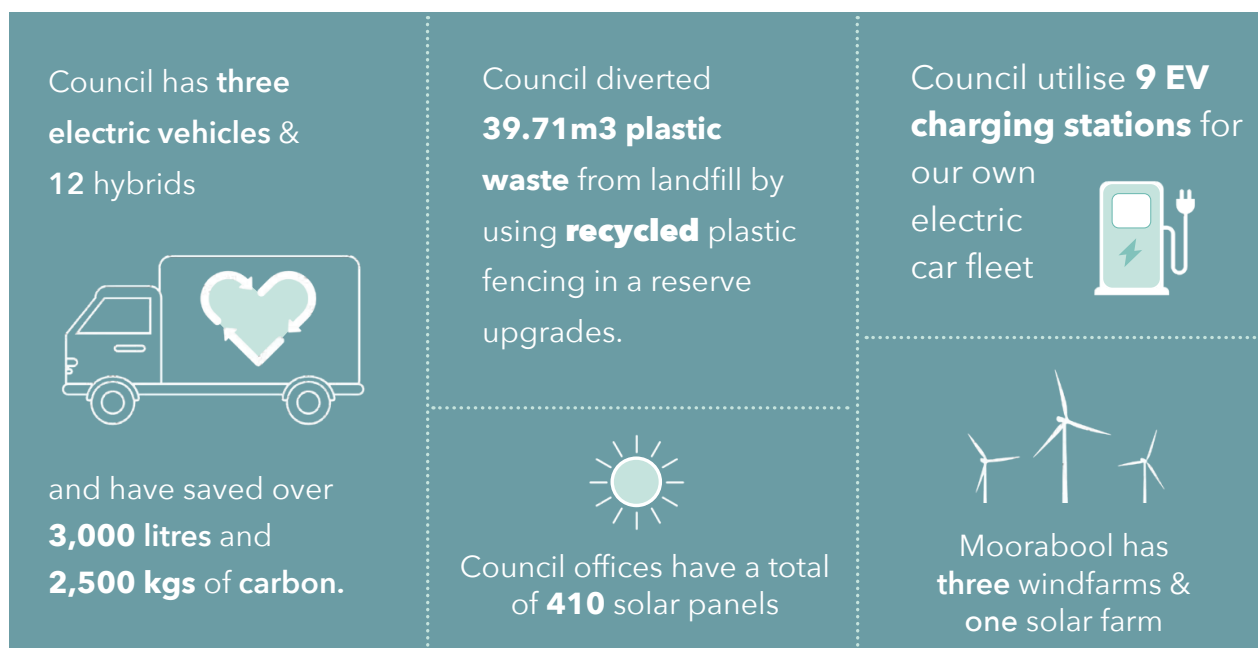 Council has three
electric vehicles &
12 hybrids
and have saved over
3,000 litres and
2,500 kgs of carbon.
Council diverted
39.71m3 plastic
waste from landfill by
using recycled plastic
fencing in a reserve
upgrades.
Council offices have a total
of 410 solar panels
Council utilise 9 EV
charging stations for
our own
electric
car fleet
Moorabool has
three windfarms &
one solar farm